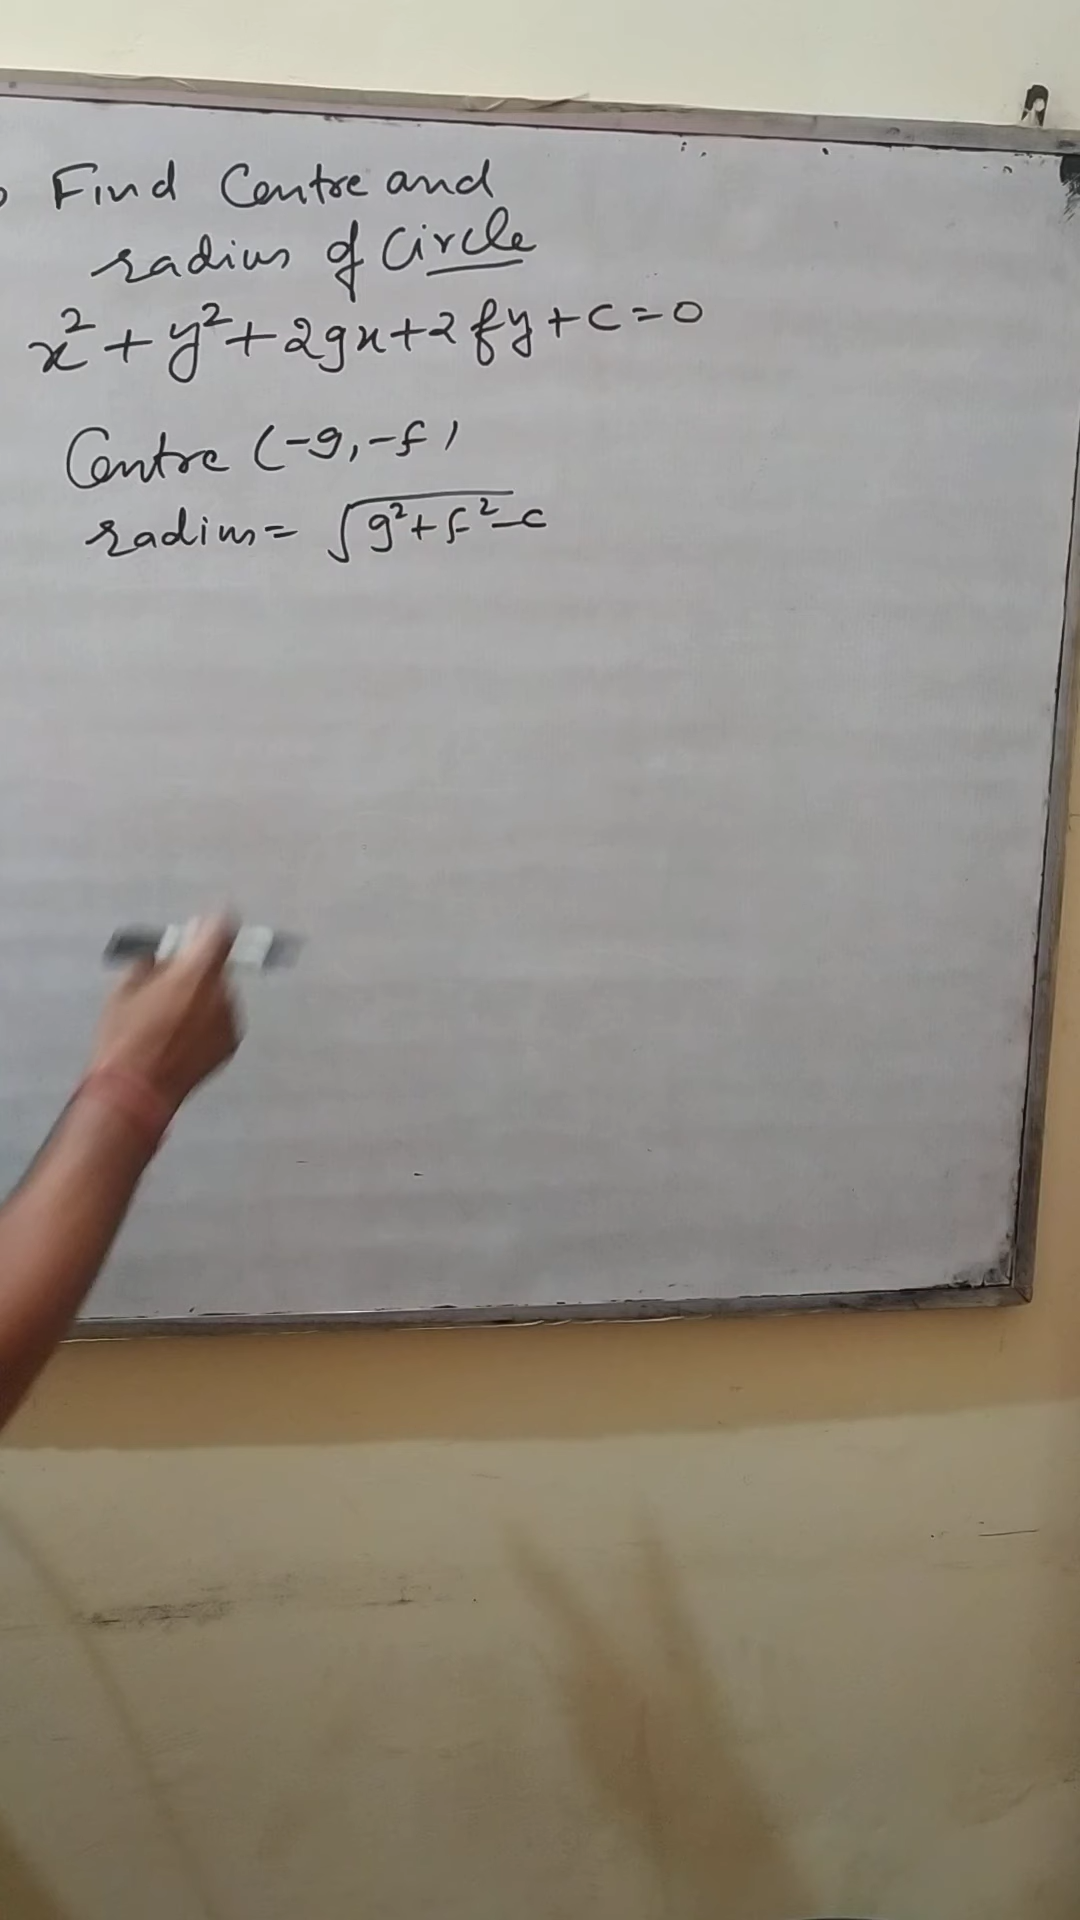 Find Centre and
radius of Circle
x²+y²+2gx+2fy+c=0
Centre (-g,-f)
radius= √g²+f²-c